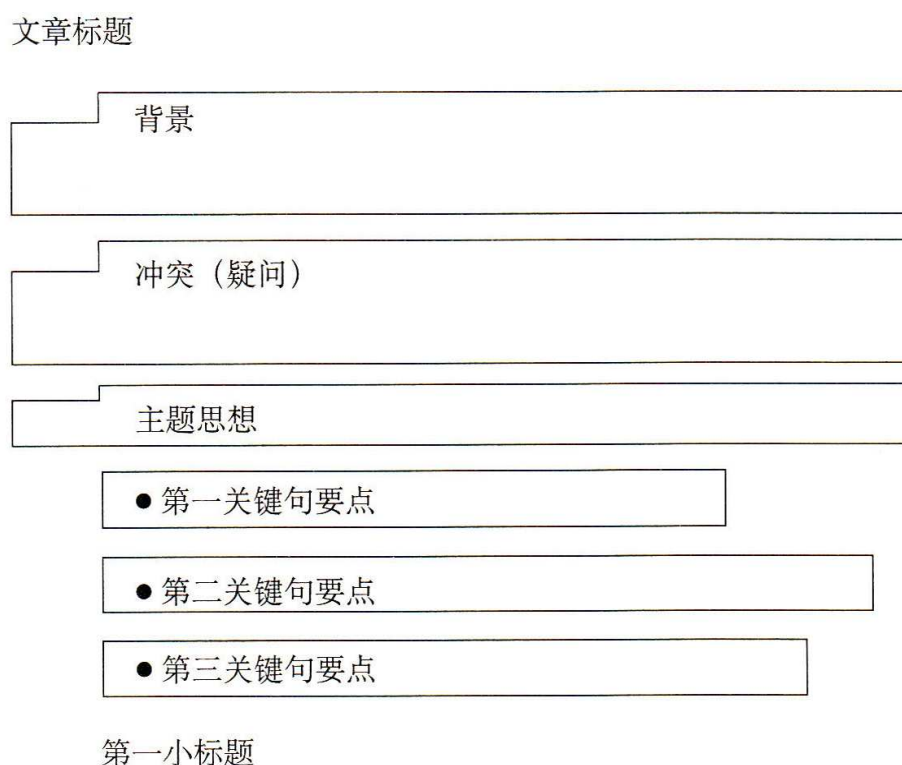 文章标题
背景
冲突（疑问）
主题思想
●第一关键句要点
●第二关键句要点
●第三关键句要点
第一小标题